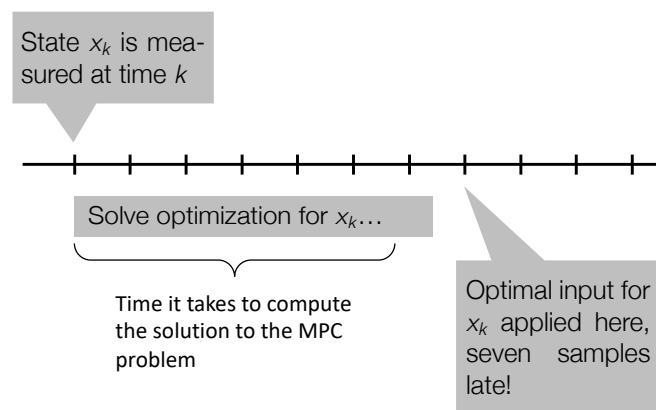 State xₖ is mea-
sured at time k
Solve optimization for xₖ…
Time it takes to compute
the solution to the MPC
problem
Optimal input for
xₖ applied here,
seven samples
late!